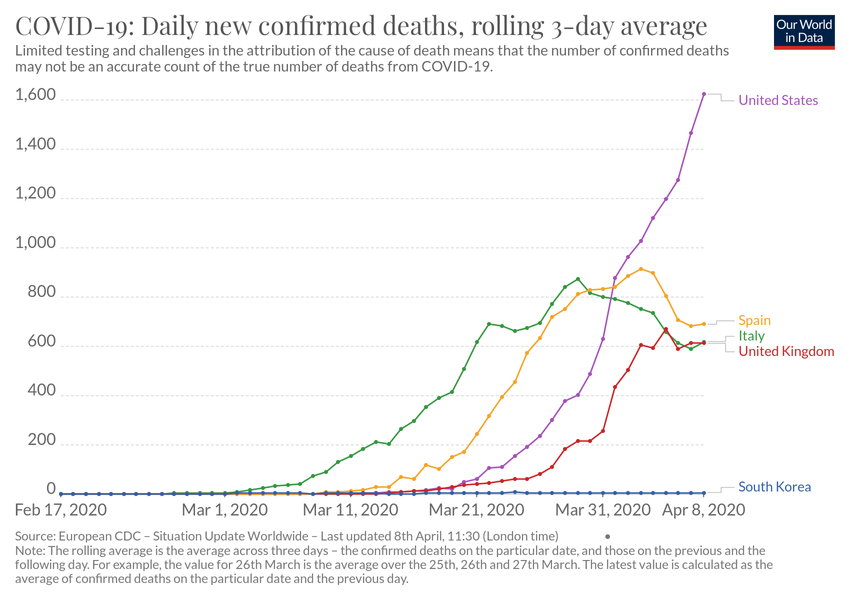 COVID-19: Daily new confirmed deaths, rolling 3-day average
Our World
in Data
Limited testing and challenges in the attribution of the cause of death means that the number of confirmed deaths
may not be an accurate count of the true number of deaths from COVID-19.
1,600
United States
1,400
1,200
1,000
800
Spain
600
Italy
United Kingdom
400
200
South Korea
0
Feb 17, 2020
Mar 1, 2020
Mar 11, 2020
Mar 21, 2020
Mar 31, 2020
Apr 8, 2020
Source: European CDC – Situation Update Worldwide – Last updated 8th April, 11:30 (London time)
Note: The rolling average is the average across three days – the confirmed deaths on the particular date, and those on the previous and the
following day. For example, the value for 26th March is the average over the 25th, 26th and 27th March. The latest value is calculated as the
average of confirmed deaths on the particular date and the previous day.